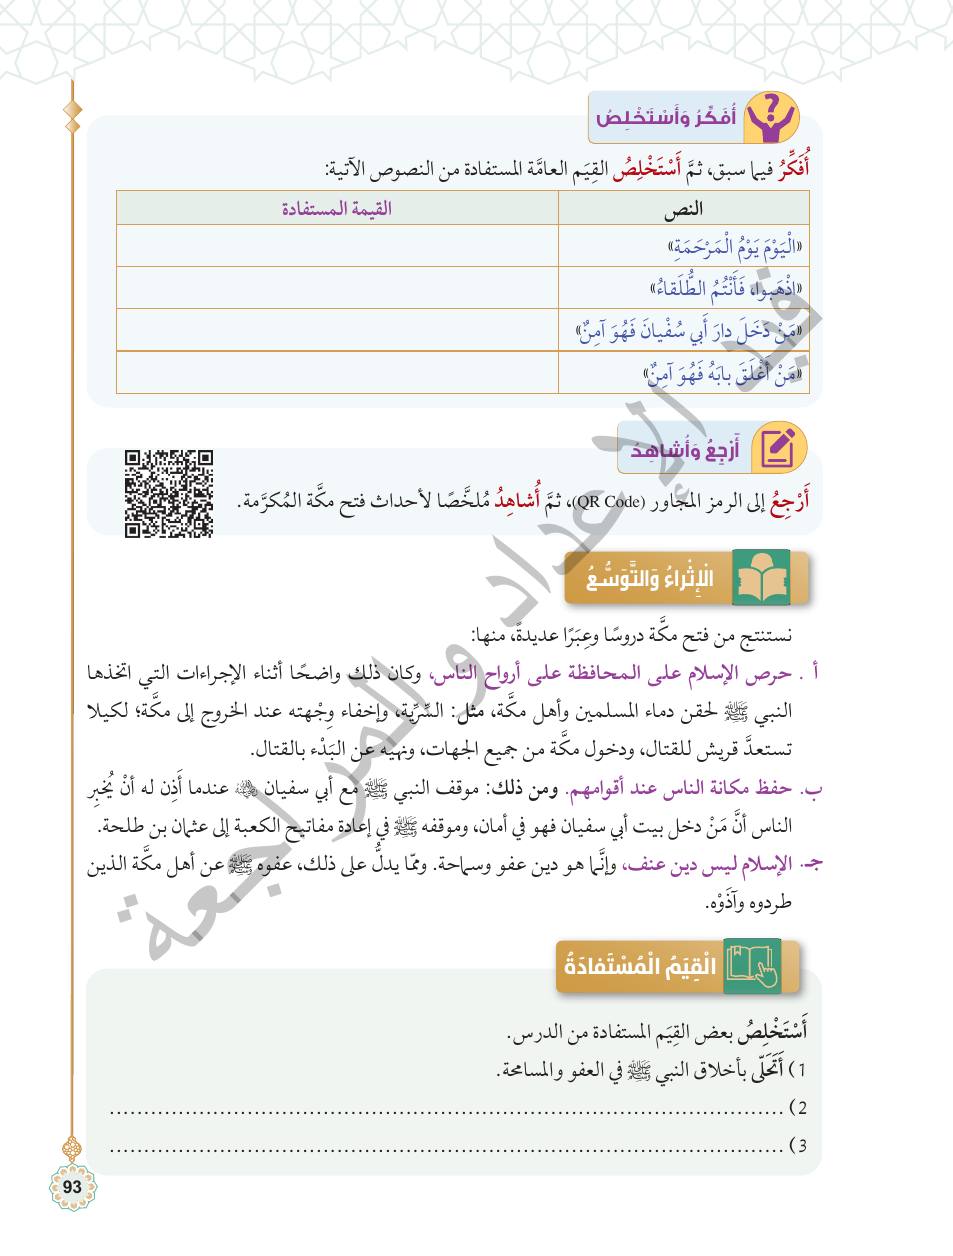 أُفَكِّرُ وَأَسْتَخْلِصُ
أُفَكِّرُ فيما سبق، ثمَّ أَسْتَخْلِصُ القِيَم العامَّة المستفادة من النصوص الآتية:
النص القيمة المستفادة
«الْيَوْمَ يَوْمُ الْمَرْحَمَةِ»
«اذْهَبوا، فَأَنْتُمُ الطُّلَقاءُ»
«مَنْ دَخَلَ دارَ أَبي سُفْيانَ فَهُوَ آمِنٌ»
«مَنْ أَغْلَقَ بابَهُ فَهُوَ آمِنٌ»
أَرْجِعُ وَأُشاهِدُ
أَرْجِعُ إلى الرمز المجاور (QR Code)، ثمَّ أُشاهِدُ مُلخَّصًا لأحداث فتح مكَّة المُكرَّمة.
الْإِثْراءُ وَالتَّوَسُّعُ
نستنتج من فتح مكَّة دروسًا وعِبَرًا عديدةً، منها:
أ . حرص الإسلام على المحافظة على أرواح الناس، وكان ذلك واضحًا أثناء الإجراءات التي اتخذها
النبي ﷺ لحقن دماء المسلمين وأهل مكَّة، مثل: السِّرِّية، وإخفاء وِجْهته عند الخروج إلى مكَّة؛ لكيلا
تستعدَّ قريش للقتال، ودخول مكَّة من جميع الجهات، ونهيه عن البَدْء بالقتال.
ب. حفظ مكانة الناس عند أقوامهم. ومن ذلك: موقف النبي ﷺ مع أبي سفيان رضي الله عنه عندما أَذِن له أنْ يُخبِر
الناس أنَّ مَنْ دخل بيت أبي سفيان فهو في أمان، وموقفه ﷺ في إعادة مفاتيح الكعبة إلى عثمان بن طلحة.
جـ. الإسلام ليس دين عنف، وإنَّما هو دين عفو وسماحة. وممّا يدلُّ على ذلك، عفوه ﷺ عن أهل مكَّة الذين
طردوه وآذَوْه.
الْقِيَمُ الْمُسْتَفادَةُ
أَسْتَخْلِصُ بعض القِيَم المستفادة من الدرس.
1) أَتَحَلّى بأخلاق النبي ﷺ في العفو والمسامحة.
2) ....................................................................................
3) ....................................................................................
93
قيد الإعداد والمراجعة